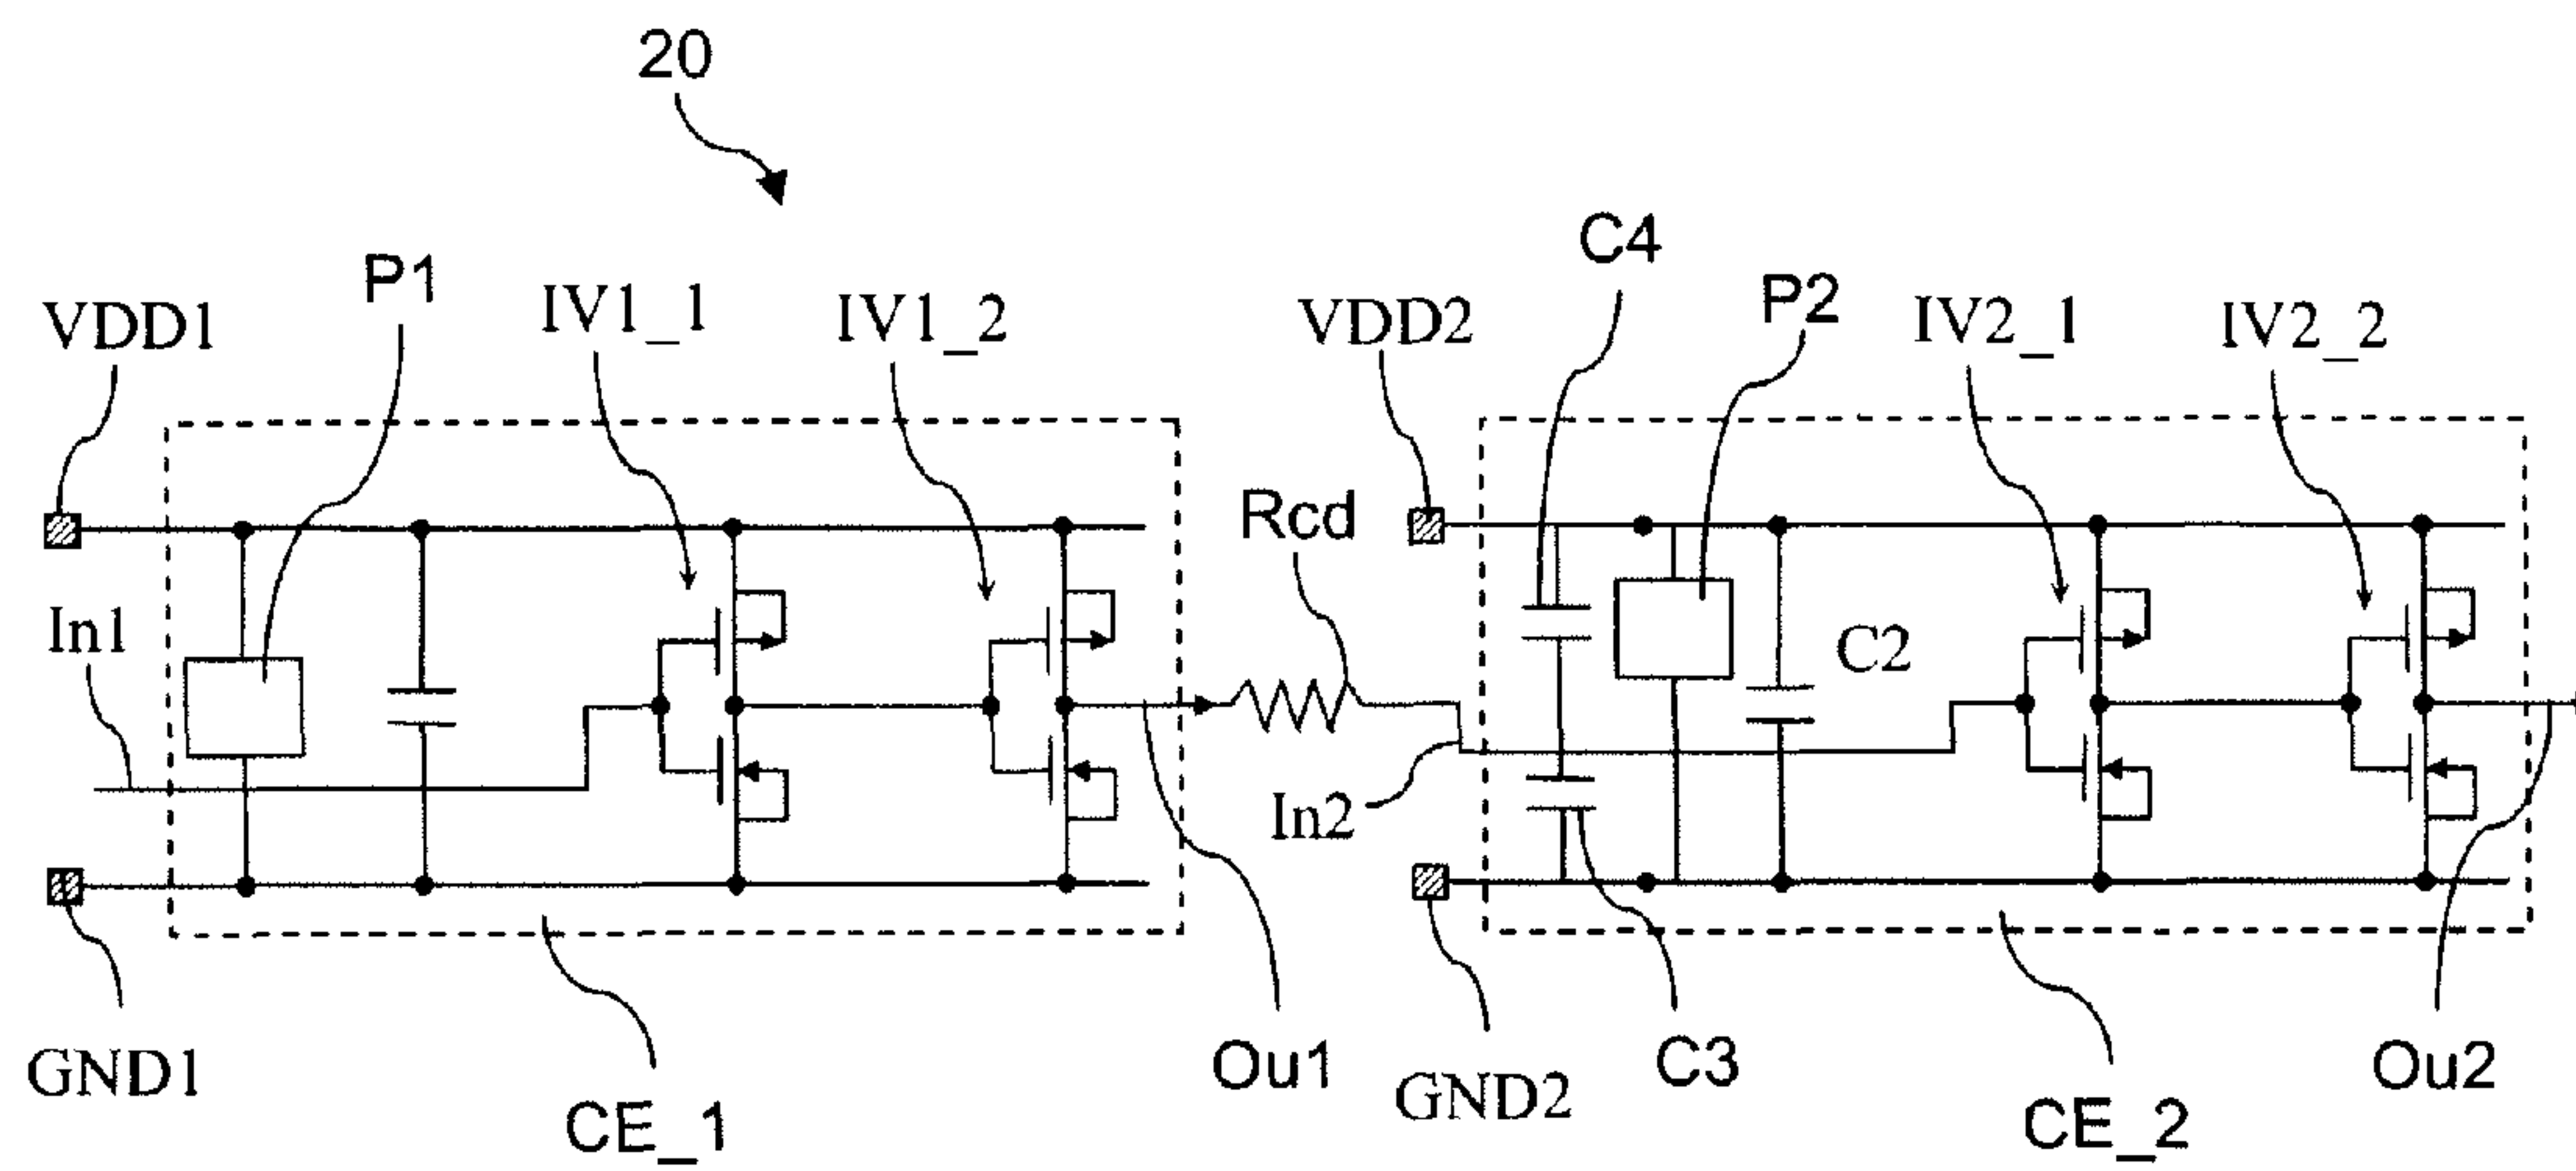 20
C4
P1
P2
IV1_1
IV1_2
IV2_1
IV2_2
VDD1
VDD2
Rcd
In1
C2
In2
GND1
Ou1
C3
GND2
Ou2
CE_1
CE_2